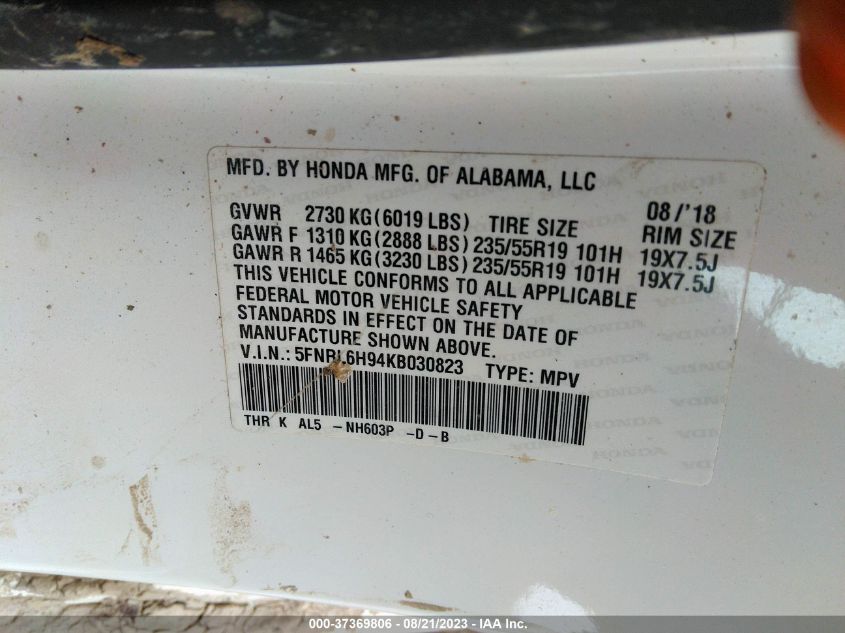 MFD. BY HONDA MFG. OF ALABAMA, LLC
08/'18
GVWR 2730 KG (6019 LBS) TIRE SIZE RIM SIZE
GAWR F 1310 KG (2888 LBS) 235/55R19 101H 19X7.5J
GAWR R 1465 KG (3230 LBS) 235/55R19 101H 19X7.5J
THIS VEHICLE CONFORMS TO ALL APPLICABLE
FEDERAL MOTOR VEHICLE SAFETY
STANDARDS IN EFFECT ON THE DATE OF
MANUFACTURE SHOWN ABOVE.
V.I.N.: 5FNRL6H94KB030823 TYPE: MPV
THR K AL5 -NH603P -D-B
000-37369806 - 08/21/2023 - IAA Inc.